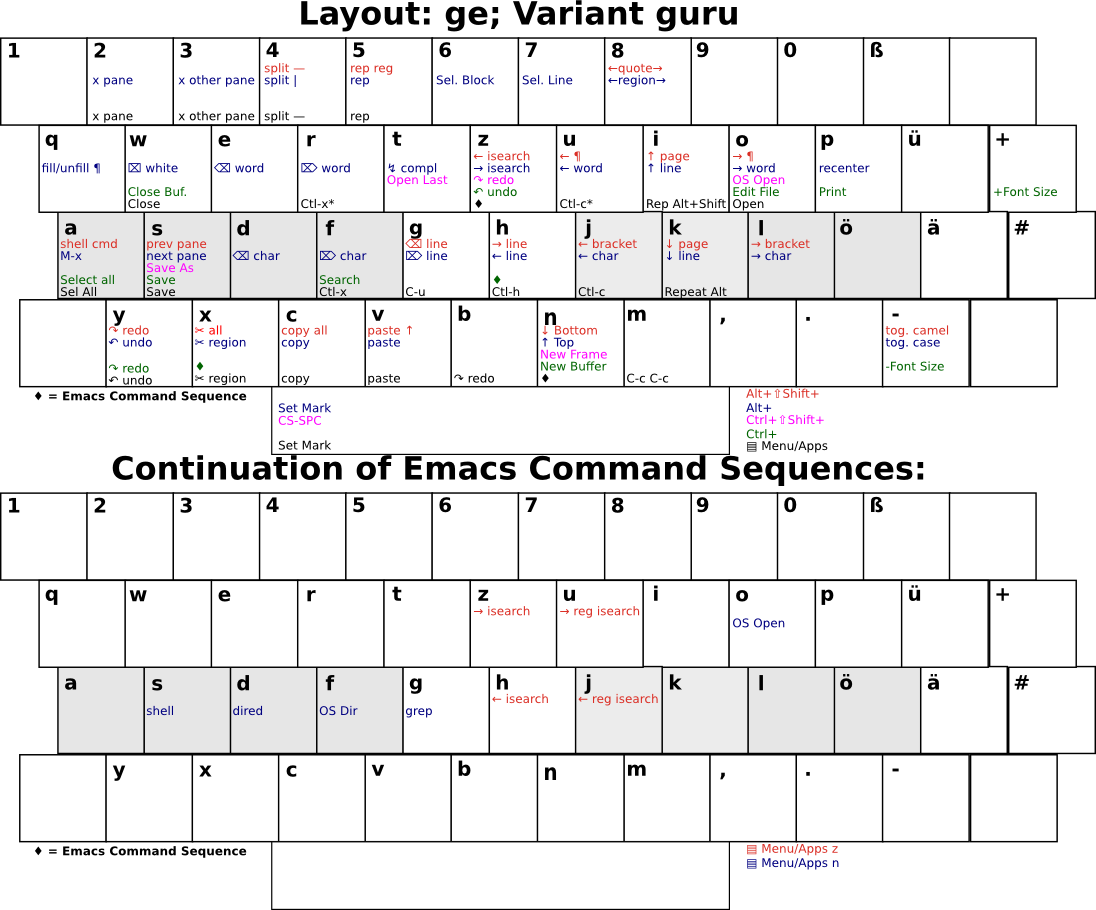 Layout: ge; Variant guru
1 2 3 4 5 6 7 8 9 0 ß
split — rep reg ←quote→
x pane x other pane split | rep Sel. Block Sel. Line ←region→
x pane x other pane split — rep
q w e r t z u i o p ü +
← isearch ← ¶ ↑ page → ¶
fill/unfill ¶ ⌧ white ⌫ word ⌦ word ↯ compl → isearch ← word ↑ line → word recenter
Open Last ↷ redo OS Open
Close Buf. ↶ undo Edit File Print +Font Size
Close Ctl-x* ♦ Ctl-c* Rep Alt+Shift Open
a s d f g h j k l ö ä #
shell cmd prev pane ⌫ line → line ← bracket ↓ page → bracket
M-x next pane ⌫ char ⌦ char ⌦ line ← line ← char ↓ line → char
Save As
Select all Save Search ♦
Sel All Save Ctl-x C-u Ctl-h Ctl-c Repeat Alt
y x c v b n m , . -
↷ redo ✂ all copy all paste ↑ ↓ Bottom tog. camel
↶ undo ✂ region copy paste ↑ Top tog. case
New Frame
↷ redo ♦ New Buffer -Font Size
↶ undo ✂ region copy paste ↷ redo ♦ C-c C-c
♦ = Emacs Command Sequence
Set Mark
CS-SPC
Set Mark
Alt+⇧Shift+
Alt+
Ctrl+⇧Shift+
Ctrl+
▤ Menu/Apps
Continuation of Emacs Command Sequences:
1 2 3 4 5 6 7 8 9 0 ß
q w e r t z u i o p ü +
→ isearch → reg isearch
OS Open
a s d f g h j k l ö ä #
← isearch ← reg isearch
shell dired OS Dir grep
y x c v b n m , . -
♦ = Emacs Command Sequence
▤ Menu/Apps z
▤ Menu/Apps n